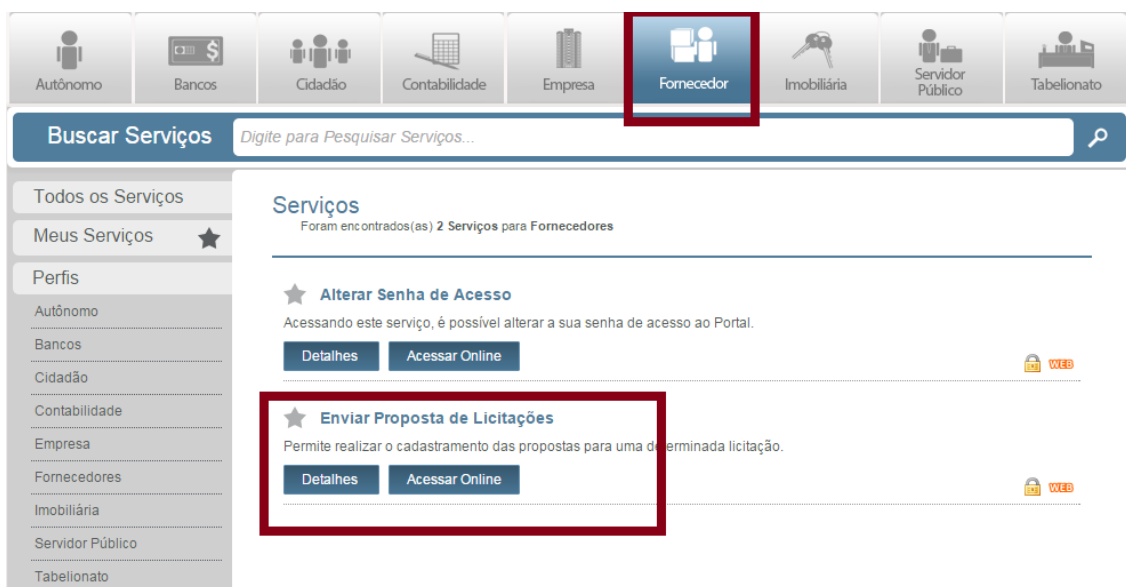 Autônomo
Bancos
Cidadão
Contabilidade
Empresa
Fornecedor
Imobiliária
Servidor
Público
Tabelionato
Buscar Serviços
Digite para Pesquisar Serviços...
Todos os Serviços
Meus Serviços
Perfis
Autônomo
Bancos
Cidadão
Contabilidade
Empresa
Fornecedores
Imobiliária
Servidor Público
Tabelionato
Serviços
Foram encontrados(as) 2 Serviços para Fornecedores
Alterar Senha de Acesso
Acessando este serviço, é possível alterar a sua senha de acesso ao Portal.
Detalhes
Acessar Online
WEB
Enviar Proposta de Licitações
Permite realizar o cadastramento das propostas para uma determinada licitação.
Detalhes
Acessar Online
WEB